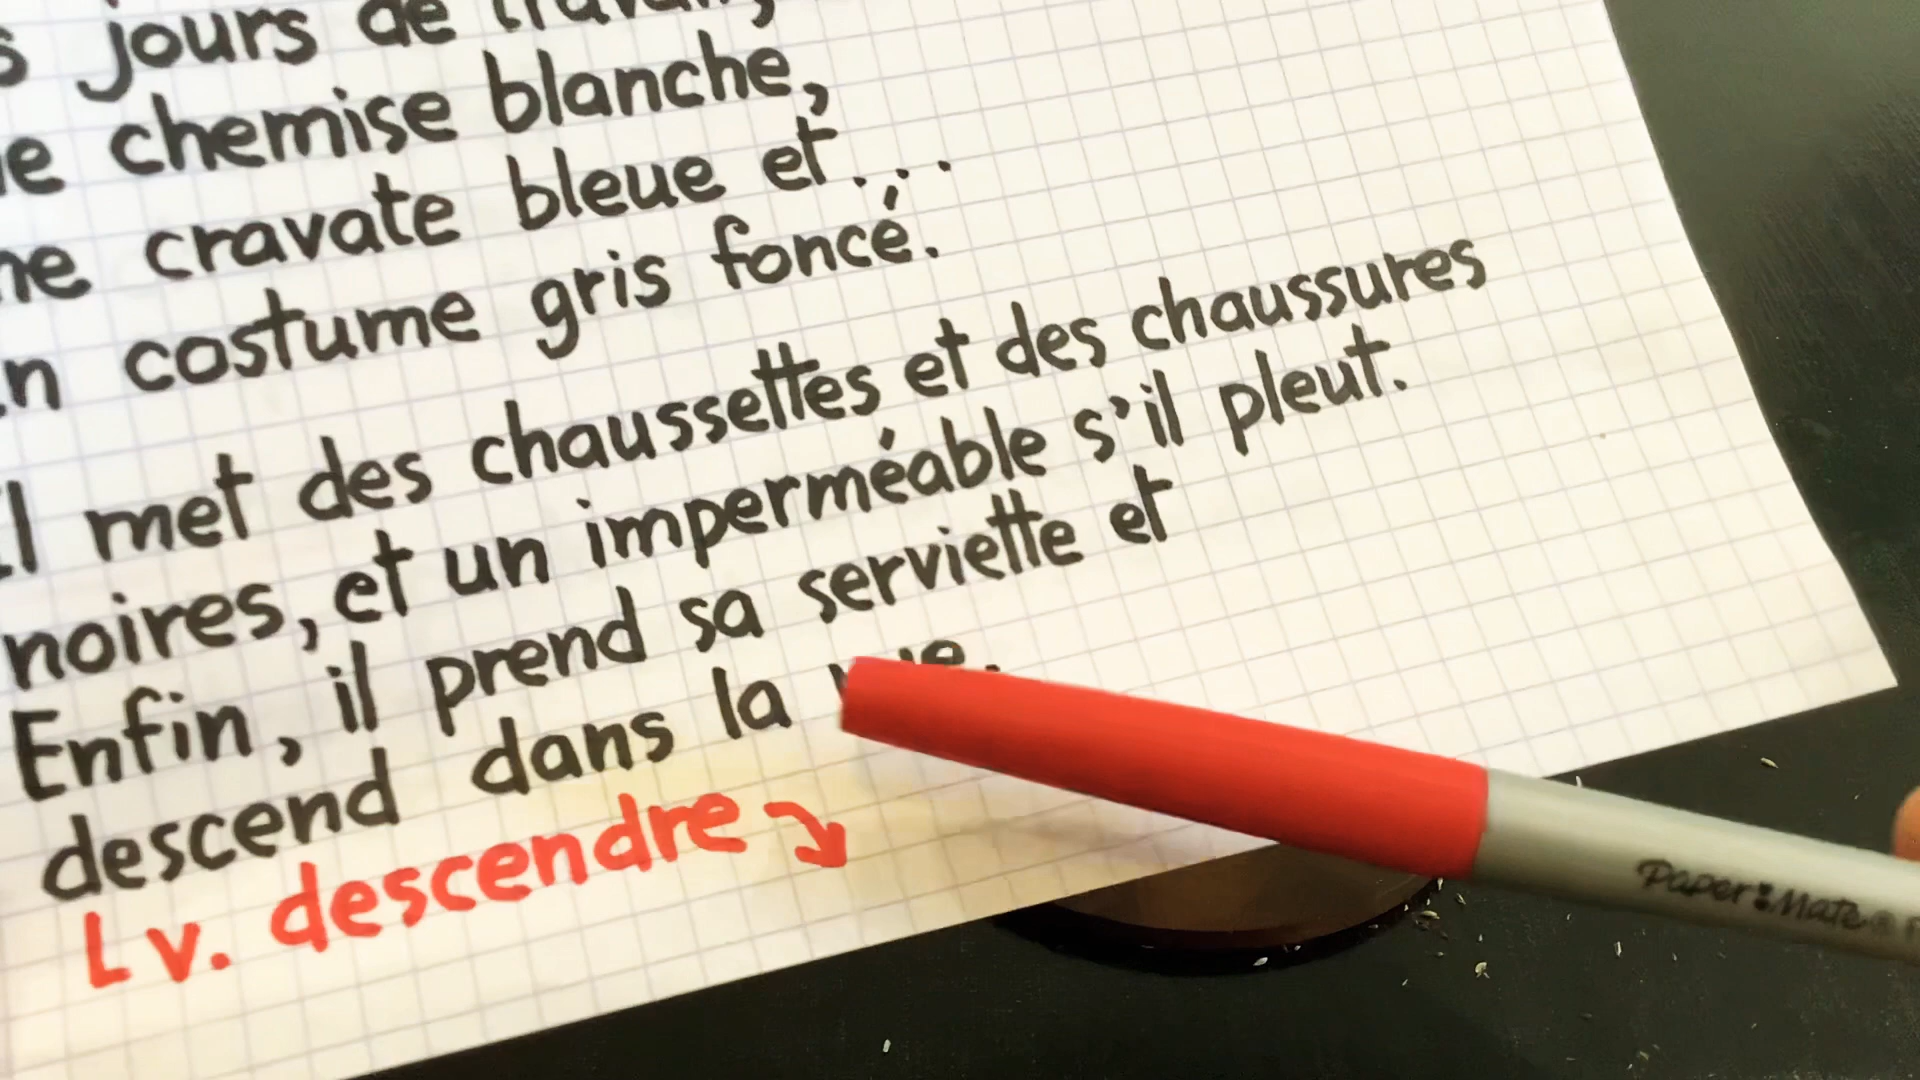 jours de
chemise blanche,
cravate bleue et...
costume gris foncé.
Il met des chaussettes et des chaussures
noires, et un imperméable s'il pleut.
Enfin, il prend sa serviette et
descend dans la
L v. descendre
Paper Mate®